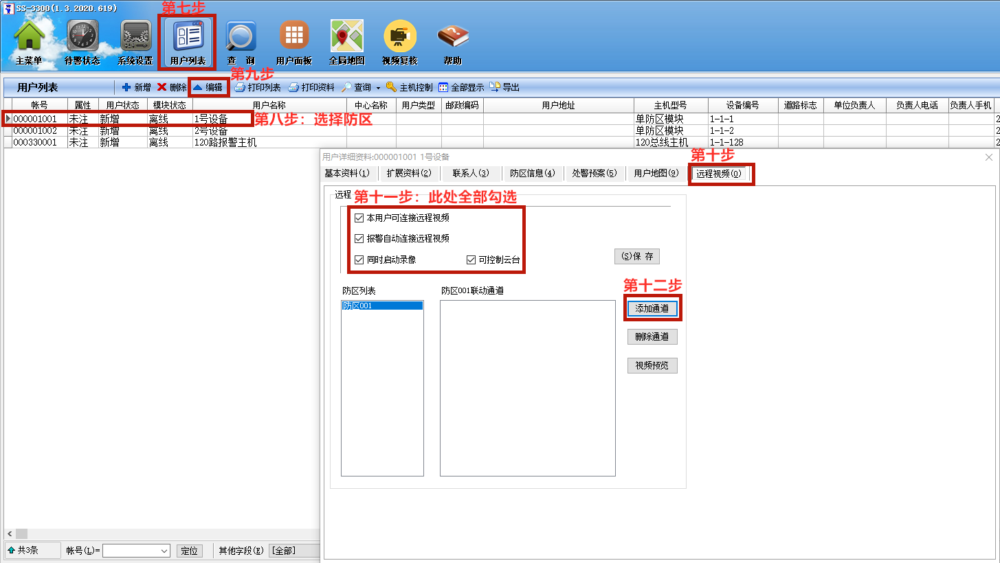 SS-3300(1.3.2020.619)
第七步
主菜单 待警状态 系统设置 用户列表 查 询 用户面板 全局地图 视频复核 帮助
第九步
用户列表 新增 删除 编辑 打印列表 打印资料 查询 主机控制 全部显示 导出
帐号 属性 用户状态 模块状态 用户名称 中心名称 用户类型 邮政编码 用户地址 主机型号 设备编号 道路标志 单位负责人 负责人电话 负责人手机
000001001 未注 新增 离线 1号设备 单防区模块 1-1-1 2
第八步：选择防区
000001002 未注 新增 离线 2号设备 单防区模块 1-1-2 2
000330001 未注 新增 离线 120路报警主机 120总线主机 1-1-128 2
第十步
用户详细资料:000001001 1号设备
基本资料(1) 扩展资料(2) 联系人(3) 防区信息(4) 处警预案(5) 用户地图(9) 远程视频(0)
远程
第十一步：此处全部勾选
本用户可连接远程视频
报警自动连接远程视频
同时启动录像 可控制云台
(S)保 存
第十二步
防区列表 防区001联动通道
防区001
添加通道
删除通道
视频预览
共3条 帐号(L)= 定位 其他字段(E) [全部]